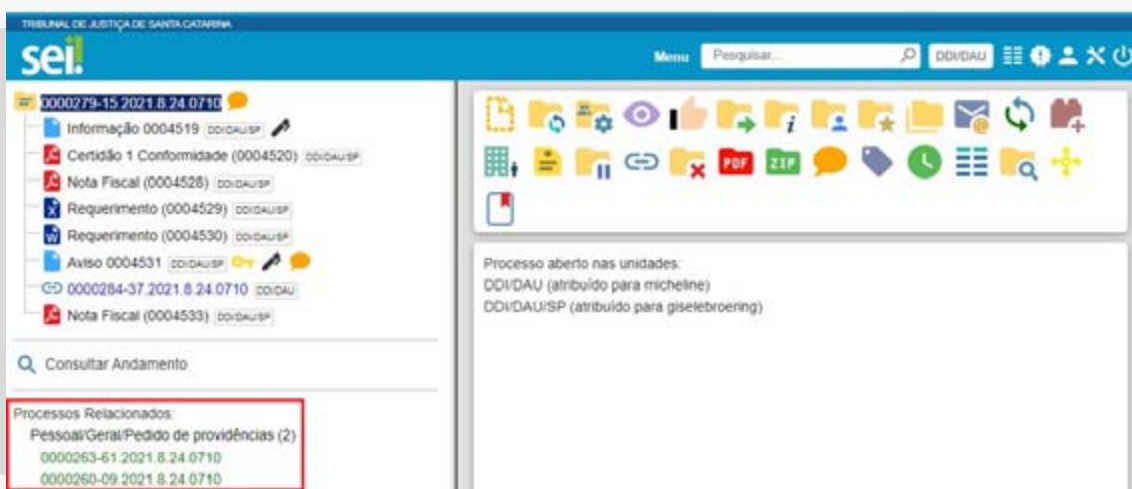 TRIBUNAL DE JUSTIÇA DE SANTA CATARINA
sei!
Menu Pesquisar... DDI/DAU
0000279-15.2021.8.24.0710
Informação 0004519 DDI/DAU/SP
Certidão 1 Conformidade (0004520) DDI/DAU/SP
Nota Fiscal (0004528) DDI/DAU/SP
Requerimento (0004529) DDI/DAU/SP
Requerimento (0004530) DDI/DAU/SP
Aviso 0004531 DDI/DAU/SP
0000284-37.2021.8.24.0710 DDI/DAU
Nota Fiscal (0004533) DDI/DAU/SP
Consultar Andamento
Processos Relacionados:
Pessoal/Geral/Pedido de providências (2)
0000263-61.2021.8.24.0710
0000260-09.2021.8.24.0710
PDF ZIP
Processo aberto nas unidades:
DDI/DAU (atribuído para micheline)
DDI/DAU/SP (atribuído para giselebroering)